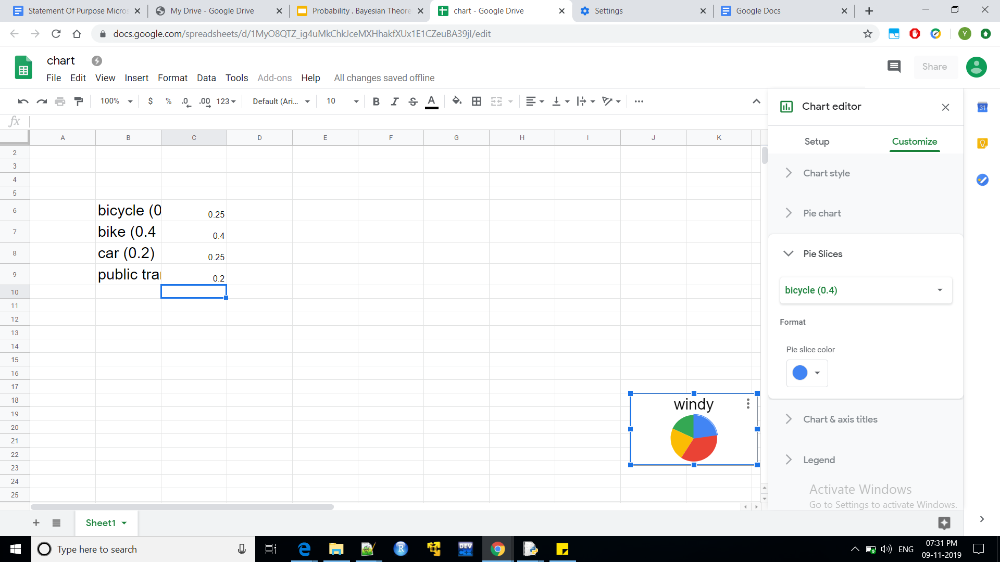 Statement Of Purpose Micros
My Drive - Google Drive
Probability . Bayesian Theore
chart - Google Drive
Settings
Google Docs
docs.google.com/spreadsheets/d/1MyO8QTZ_ig4uMkChkJceMXHhakfXUx1E1CZeuBA39jI/edit
Y
chart
File Edit View Insert Format Data Tools Add-ons Help All changes saved offline
Share
100% $ % .0 .00 123 Default (Ari... 10 B I S A
fx
Chart editor
31
Setup Customize
A B C D E F G H I J K
2
3
4
5
6 bicycle (0 0.25
7 bike (0.4 0.4
8 car (0.2) 0.25
9 public tra 0.2
10
11
12
13
14
15
16
17
18
19
20
21
22
23
24
25
windy
Chart style
Pie chart
Pie Slices
bicycle (0.4)
Format
Pie slice color
Chart & axis titles
Legend
Activate Windows
Go to Settings to activate Windows.
Sheet1
Type here to search
R
DEV
ENG
07:31 PM
09-11-2019